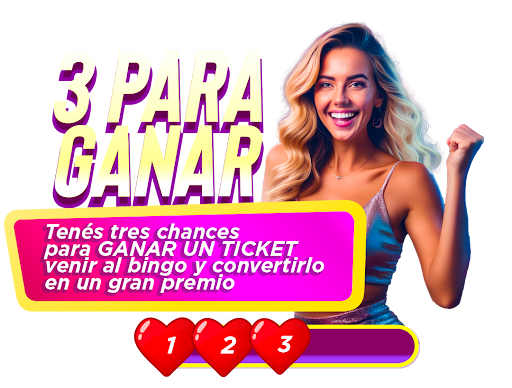 3 PARA
GANAR
Tenés tres chances
para GANAR UN TICKET
venir al bingo y convertirlo
en un gran premio
1 2 3